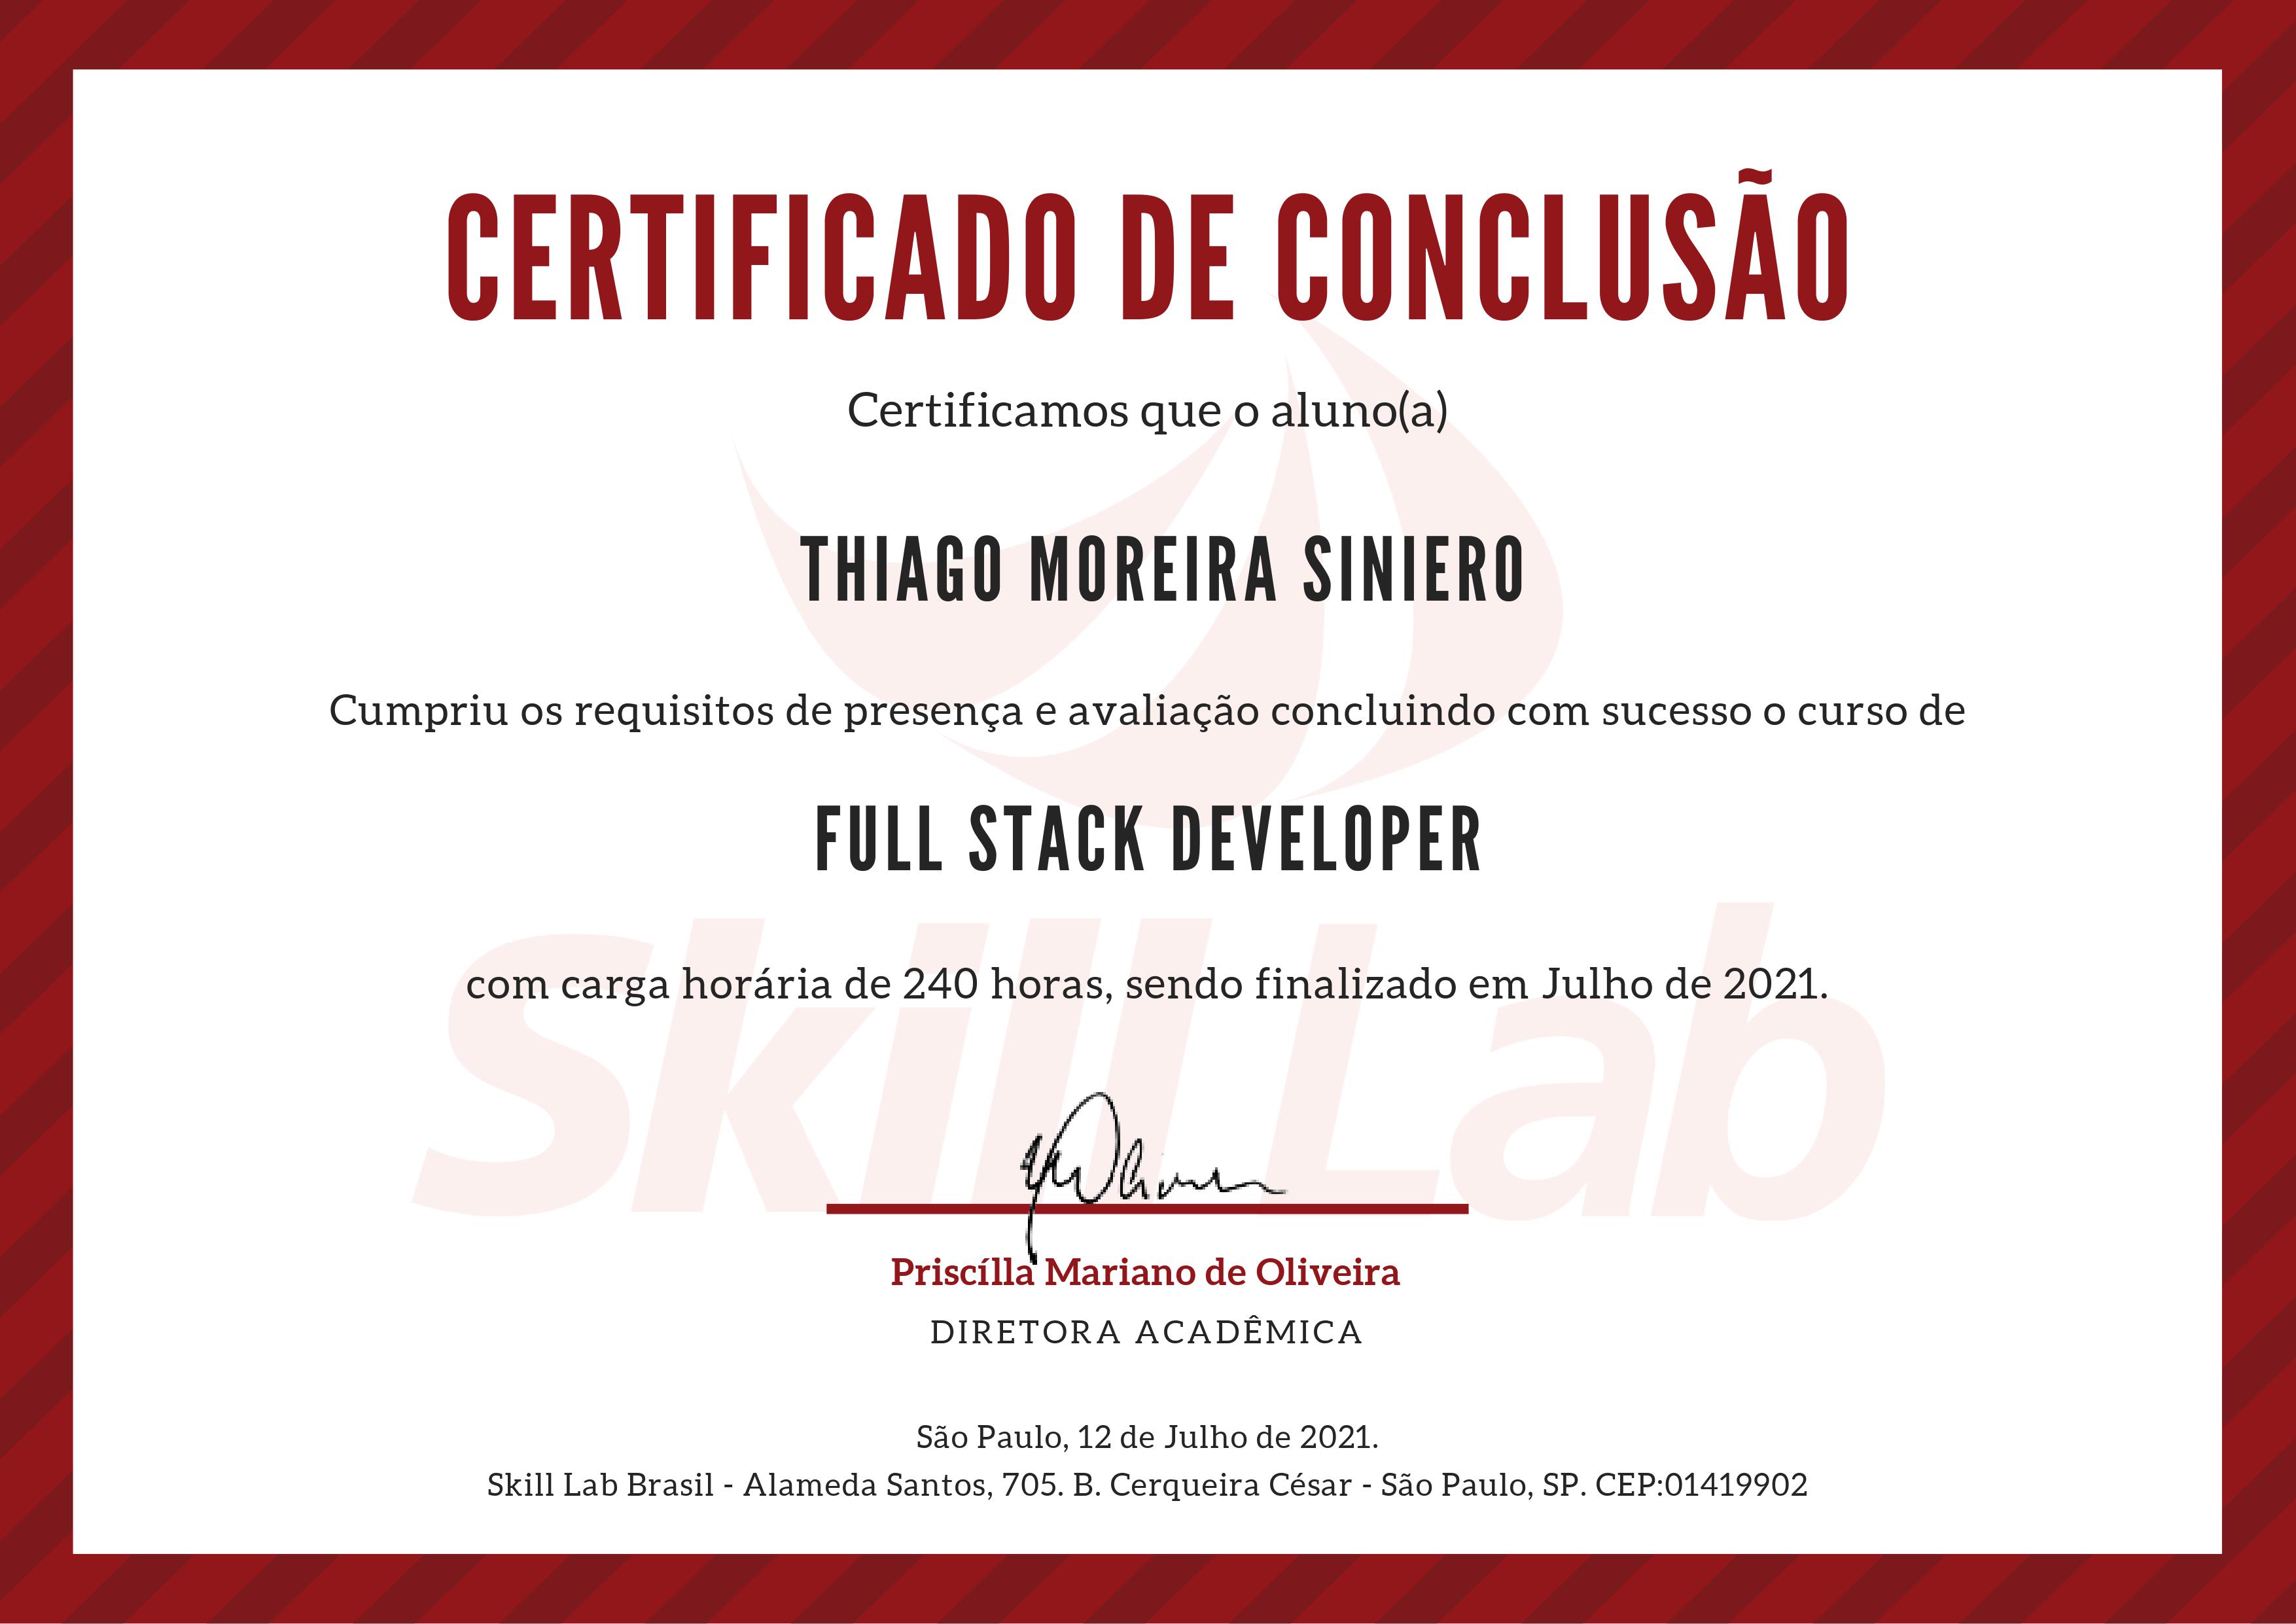 CERTIFICADO DE CONCLUSÃO
Certificamos que o aluno(a)
THIAGO MOREIRA SINIERO
Cumpriu os requisitos de presença e avaliação concluindo com sucesso o curso de
FULL STACK DEVELOPER
Skill Lab
com carga horária de 240 horas, sendo finalizado em Julho de 2021.
Priscílla Mariano de Oliveira
DIRETORA ACADÊMICA
São Paulo, 12 de Julho de 2021.
Skill Lab Brasil - Alameda Santos, 705. B. Cerqueira César - São Paulo, SP. CEP:01419902